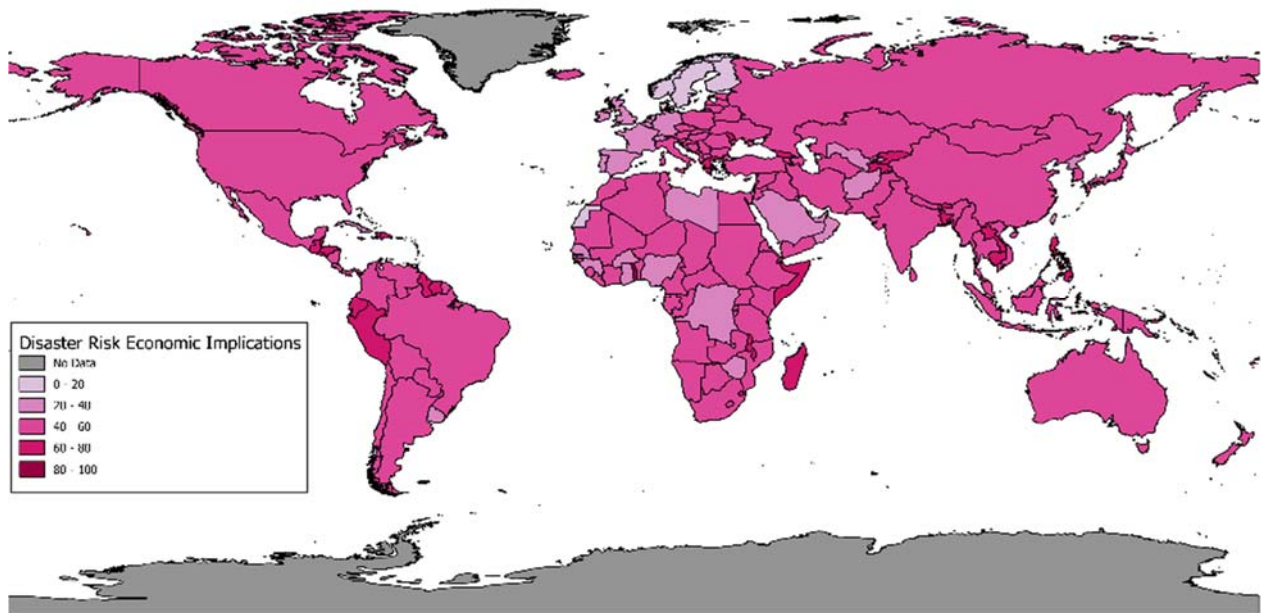 Disaster Risk Economic Implications
No Data
0 - 20
20 - 40
40 - 60
60 - 80
80 - 100